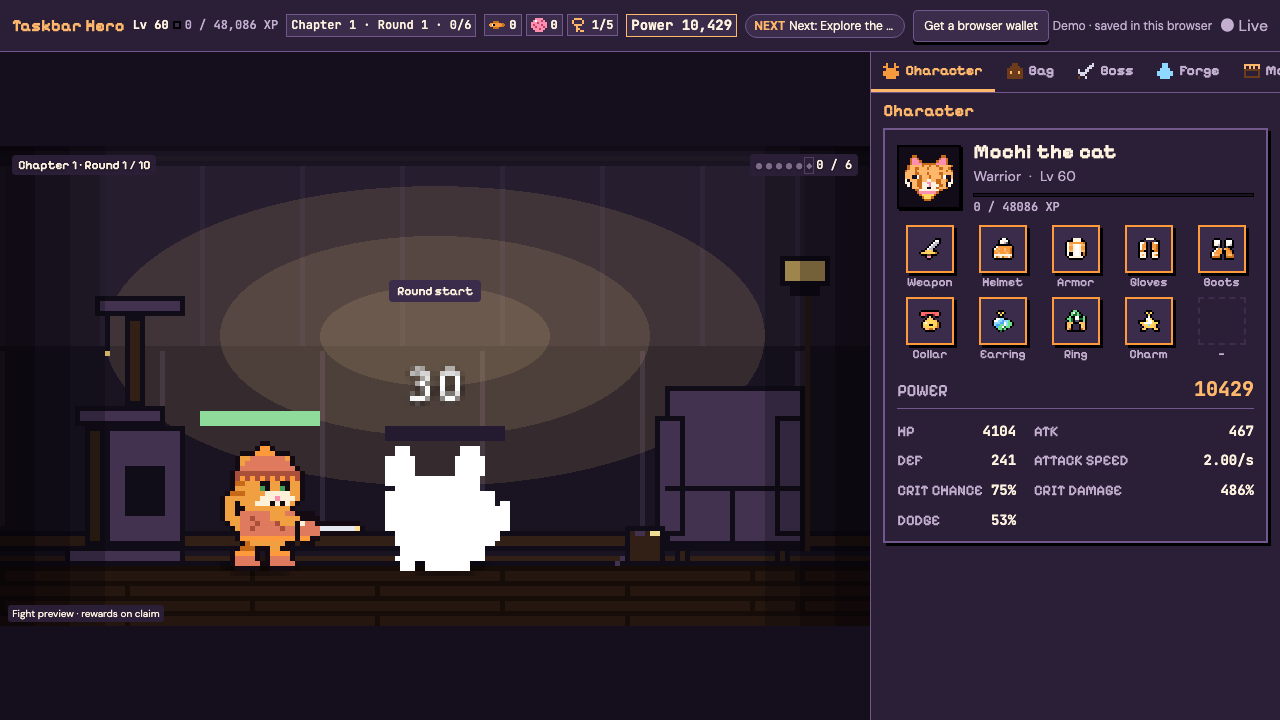 Taskbar Hero Lv 60 0 / 48,086 XP Chapter 1 · Round 1 · 0/6 0 0 1/5 Power 10,429 NEXT Next: Explore the … Get a browser wallet Demo · saved in this browser Live
Character Bag Boss Forge
Character
Chapter 1 · Round 1 / 10
0 / 6
Round start
30
Fight preview · rewards on claim
Mochi the cat
Warrior · Lv 60
0 / 48086 XP
Weapon Helmet Armor Gloves Boots
Collar Earring Ring Charm –
POWER 10429
HP 4104 ATK 467
DEF 241 ATTACK SPEED 2.00/s
CRIT CHANCE 75% CRIT DAMAGE 486%
DODGE 53%